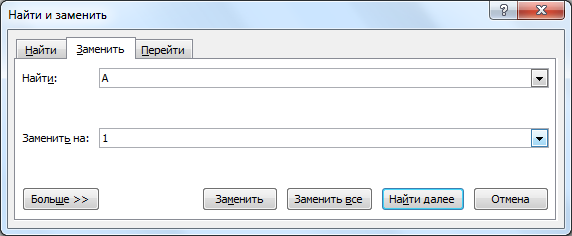 Найти и заменить
Найти Заменить Перейти
Найти: А
Заменить на: 1
Больше >> Заменить Заменить все Найти далее Отмена